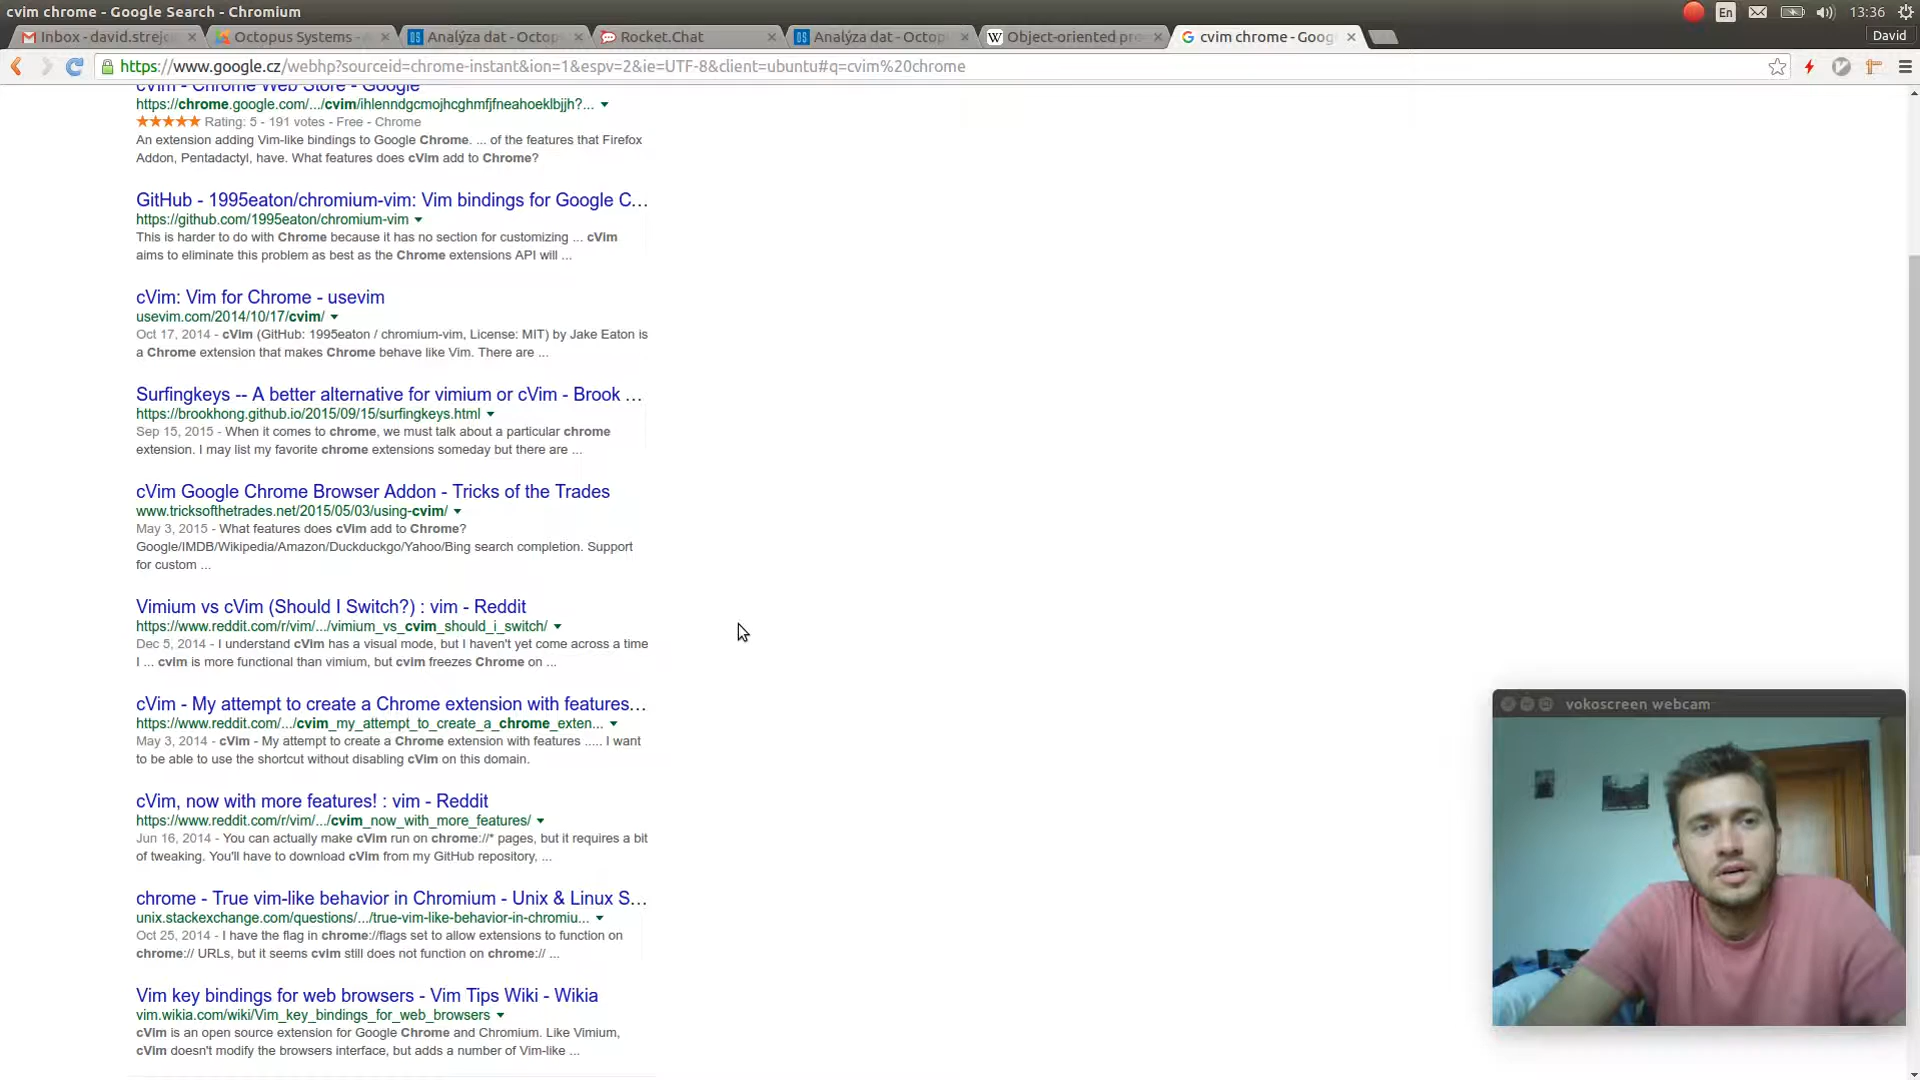 cvim chrome - Google Search - Chromium
En
13:36
Inbox - david.strej
Octopus Systems -
Analýza dat - Octop
Rocket.Chat
Analýza dat - Octop
Object-oriented pro
cvim chrome - Goog
David
https://www.google.cz/webhp?sourceid=chrome-instant&ion=1&espv=2&ie=UTF-8&client=ubuntu#q=cvim%20chrome
cVim - Chrome Web Store - Google
https://chrome.google.com/.../cvim/ihlenndgcmojhcghmfjfneahoeklbjjh?...
Rating: 5 - 191 votes - Free - Chrome
An extension adding Vim-like bindings to Google Chrome. ... of the features that Firefox
Addon, Pentadactyl, have. What features does cVim add to Chrome?
GitHub - 1995eaton/chromium-vim: Vim bindings for Google C...
https://github.com/1995eaton/chromium-vim
This is harder to do with Chrome because it has no section for customizing ... cVim
aims to eliminate this problem as best as the Chrome extensions API will ...
cVim: Vim for Chrome - usevim
usevim.com/2014/10/17/cvim/
Oct 17, 2014 - cVim (GitHub: 1995eaton / chromium-vim, License: MIT) by Jake Eaton is
a Chrome extension that makes Chrome behave like Vim. There are ...
Surfingkeys -- A better alternative for vimium or cVim - Brook ...
https://brookhong.github.io/2015/09/15/surfingkeys.html
Sep 15, 2015 - When it comes to chrome, we must talk about a particular chrome
extension. I may list my favorite chrome extensions someday but there are ...
cVim Google Chrome Browser Addon - Tricks of the Trades
www.tricksofthetrades.net/2015/05/03/using-cvim/
May 3, 2015 - What features does cVim add to Chrome?
Google/IMDB/Wikipedia/Amazon/Duckduckgo/Yahoo/Bing search completion. Support
for custom ...
Vimium vs cVim (Should I Switch?) : vim - Reddit
https://www.reddit.com/r/vim/.../vimium_vs_cvim_should_i_switch/
Dec 5, 2014 - I understand cVim has a visual mode, but I haven't yet come across a time
I ... cvim is more functional than vimium, but cvim freezes Chrome on ...
cVim - My attempt to create a Chrome extension with features...
https://www.reddit.com/.../cvim_my_attempt_to_create_a_chrome_exten...
May 3, 2014 - cVim - My attempt to create a Chrome extension with features ..... I want
to be able to use the shortcut without disabling cVim on this domain.
cVim, now with more features! : vim - Reddit
https://www.reddit.com/r/vim/.../cvim_now_with_more_features/
Jun 16, 2014 - You can actually make cVim run on chrome://* pages, but it requires a bit
of tweaking. You'll have to download cVim from my GitHub repository, ...
chrome - True vim-like behavior in Chromium - Unix & Linux S...
unix.stackexchange.com/questions/.../true-vim-like-behavior-in-chromiu...
Oct 25, 2014 - I have the flag in chrome://flags set to allow extensions to function on
chrome:// URLs, but it seems cvim still does not function on chrome:// ...
Vim key bindings for web browsers - Vim Tips Wiki - Wikia
vim.wikia.com/wiki/Vim_key_bindings_for_web_browsers
cVim is an open source extension for Google Chrome and Chromium. Like Vimium,
cVim doesn't modify the browsers interface, but adds a number of Vim-like ...
vokoscreen webcam